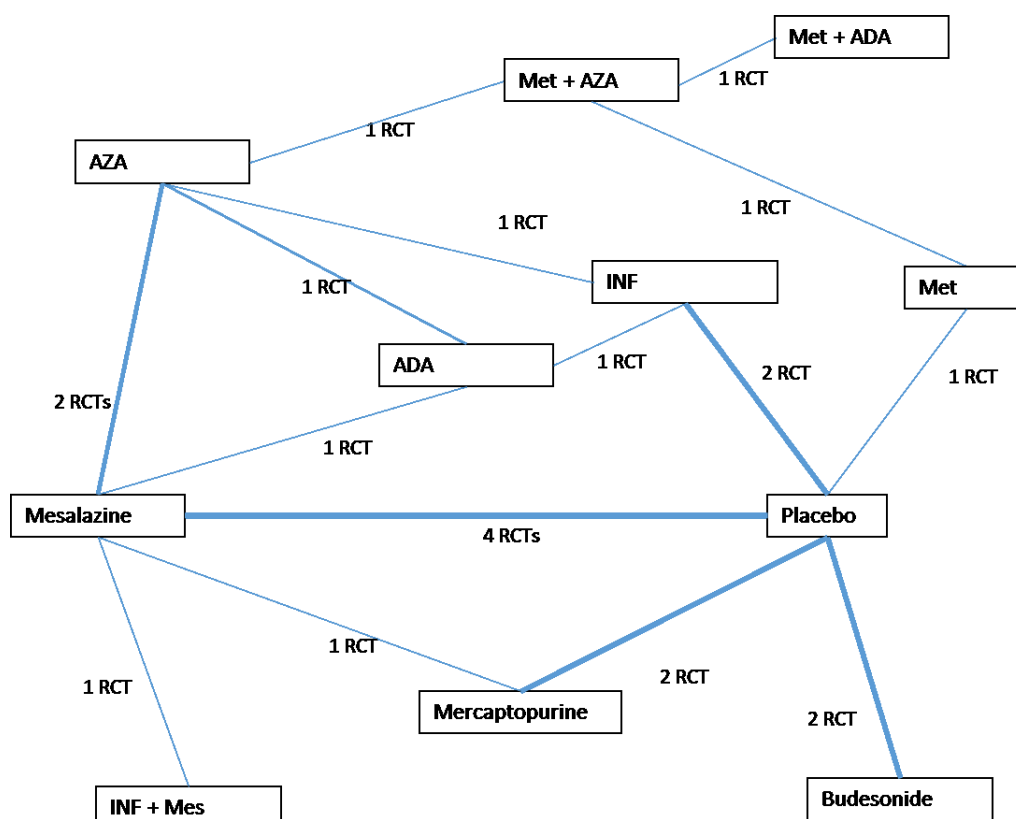 Met + ADA
Met + AZA
1 RCT
1 RCT
AZA
1 RCT
1 RCT
INF
Met
1 RCT
ADA
1 RCT
2 RCT
1 RCT
2 RCTs
1 RCT
Mesalazine
Placebo
4 RCTs
1 RCT
2 RCT
1 RCT
Mercaptopurine
2 RCT
INF + Mes
Budesonide